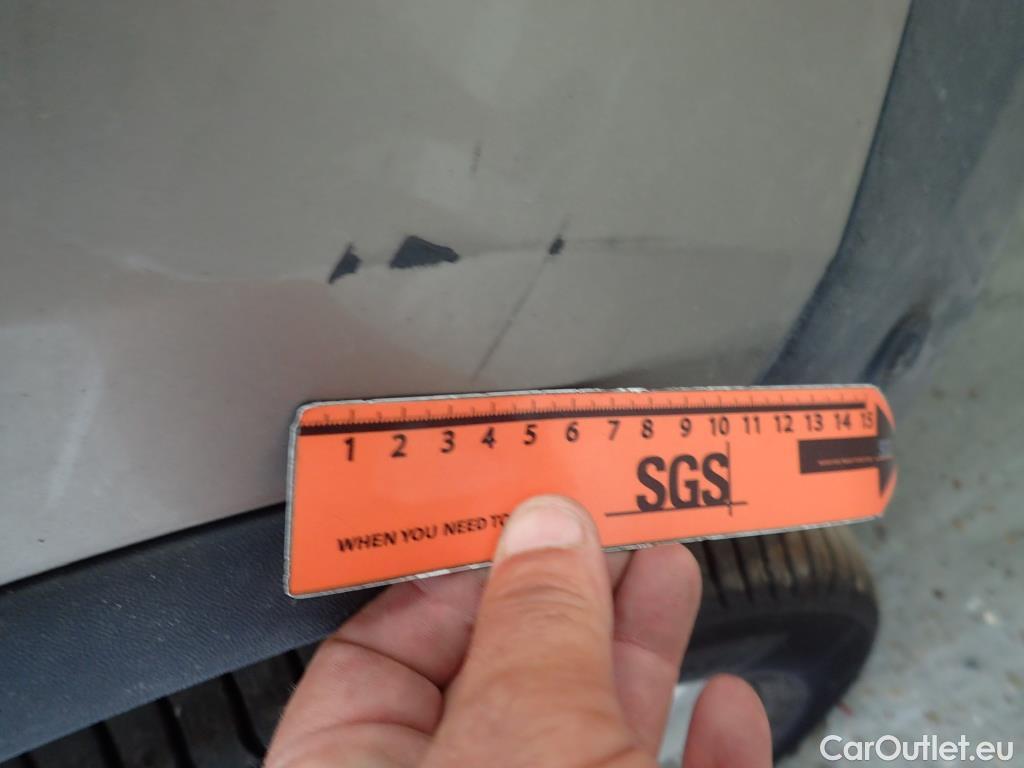 1 2 3 4 5 6 7 8 9 10 11 12 13 14 15
SGS
WHEN YOU NEED TO
CarOutlet.eu